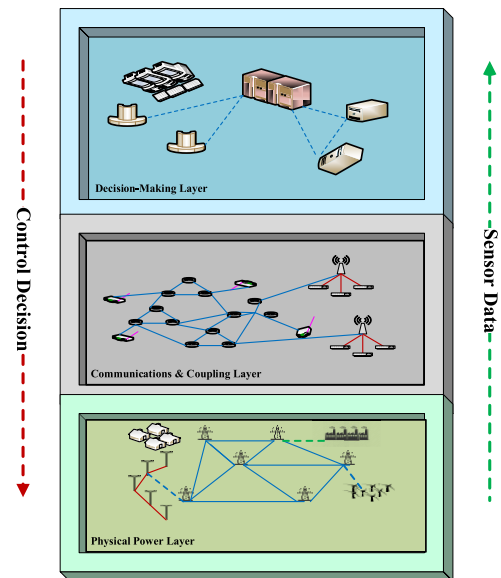 Decision-Making Layer
Control Decision
Sensor Data
Communications & Coupling Layer
Physical Power Layer